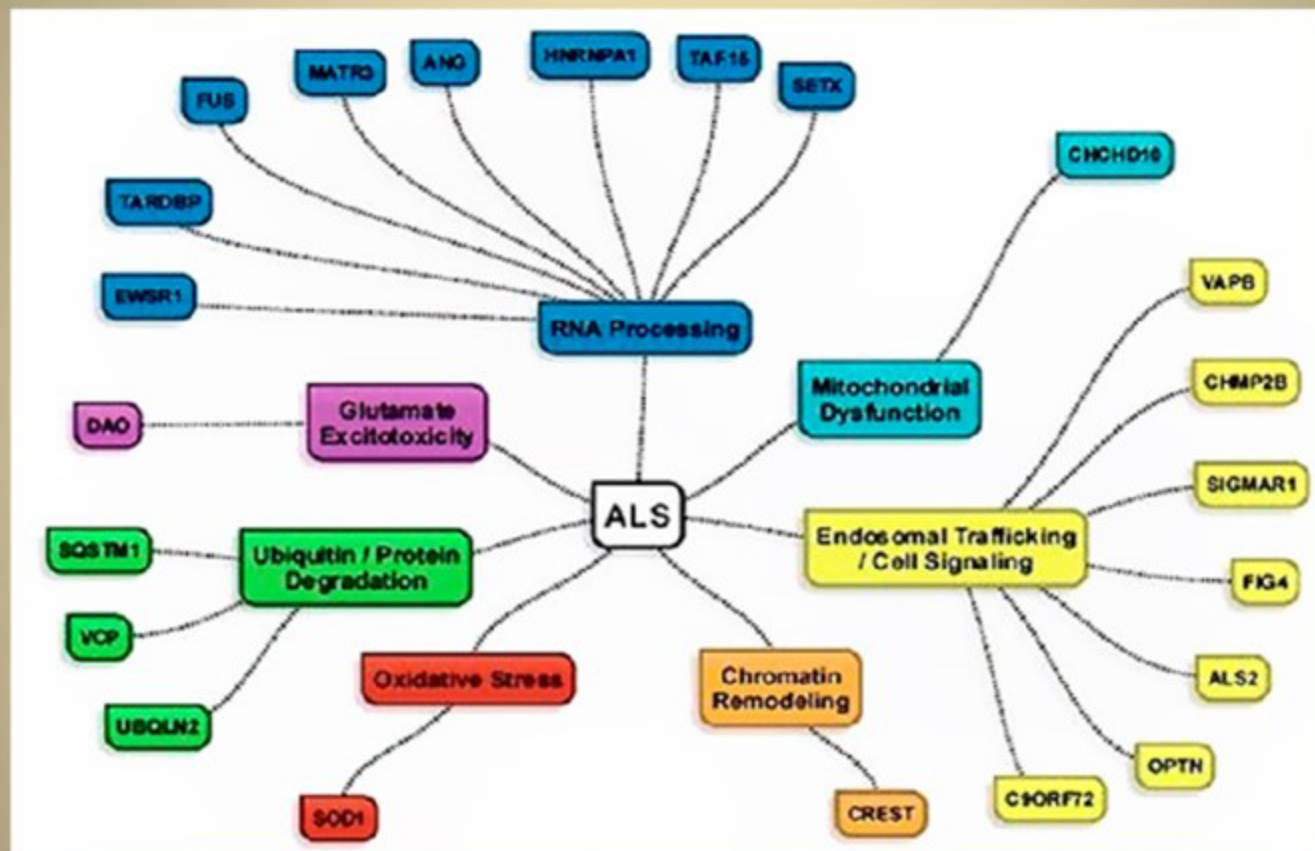 HNRNPA1
TAF15
ANG
MATR3
SETX
FUS
CHCHD10
TARDBP
VAPB
EWSR1
RNA Processing
CHMP2B
Mitochondrial
Dysfunction
Glutamate
Excitotoxicity
DAO
SIGMAR1
ALS
Endosomal Trafficking
/ Cell Signaling
SQSTM1
Ubiquitin / Protein
Degradation
FIG4
VCP
Oxidative Stress
Chromatin
Remodeling
ALS2
UBQLN2
OPTN
C9ORF72
SOD1
CREST